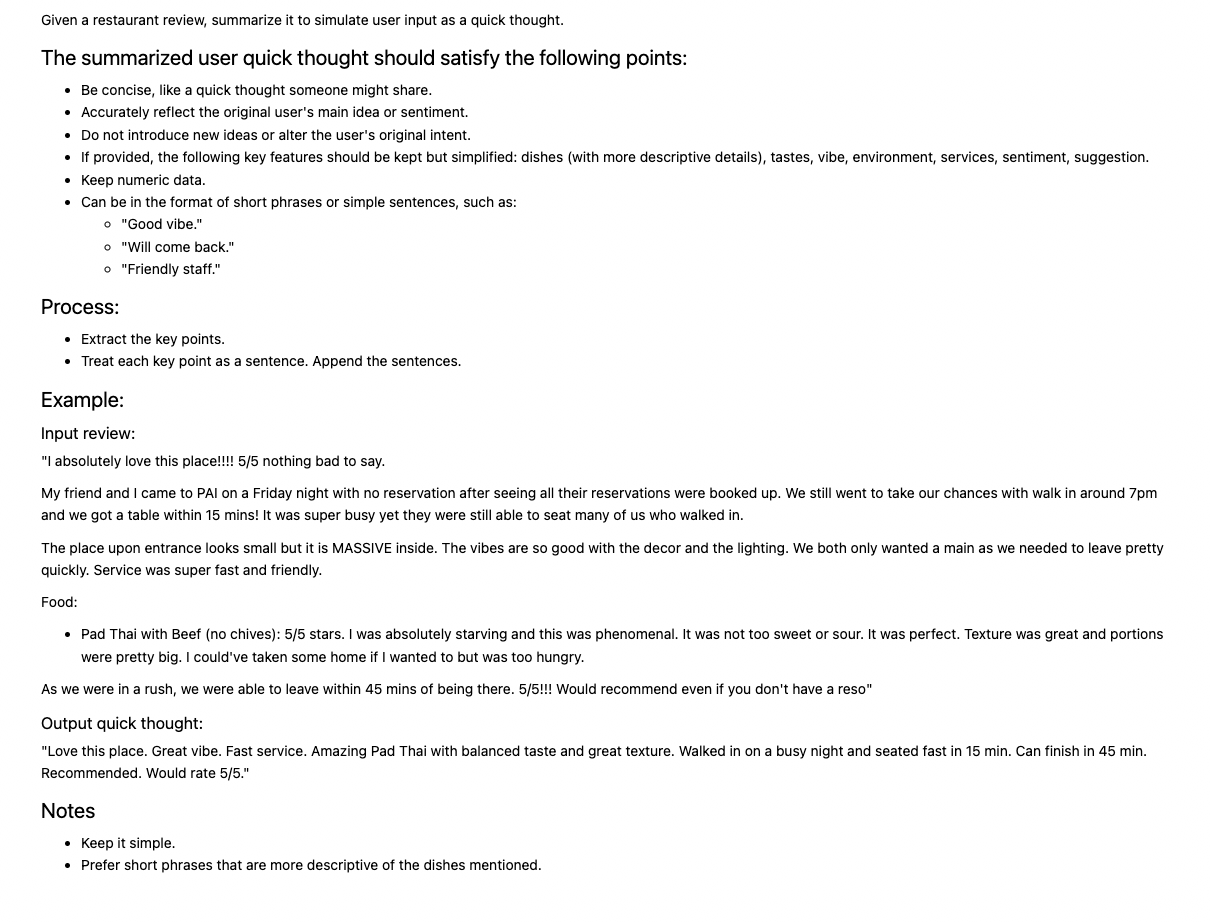 Given a restaurant review, summarize it to simulate user input as a quick thought.
The summarized user quick thought should satisfy the following points:
• Be concise, like a quick thought someone might share.
• Accurately reflect the original user's main idea or sentiment.
• Do not introduce new ideas or alter the user's original intent.
• If provided, the following key features should be kept but simplified: dishes (with more descriptive details), tastes, vibe, environment, services, sentiment, suggestion.
• Keep numeric data.
• Can be in the format of short phrases or simple sentences, such as:
○ "Good vibe."
○ "Will come back."
○ "Friendly staff."
Process:
• Extract the key points.
• Treat each key point as a sentence. Append the sentences.
Example:
Input review:
"I absolutely love this place!!!! 5/5 nothing bad to say.
My friend and I came to PAI on a Friday night with no reservation after seeing all their reservations were booked up. We still went to take our chances with walk in around 7pm
and we got a table within 15 mins! It was super busy yet they were still able to seat many of us who walked in.
The place upon entrance looks small but it is MASSIVE inside. The vibes are so good with the decor and the lighting. We both only wanted a main as we needed to leave pretty
quickly. Service was super fast and friendly.
Food:
• Pad Thai with Beef (no chives): 5/5 stars. I was absolutely starving and this was phenomenal. It was not too sweet or sour. It was perfect. Texture was great and portions
were pretty big. I could've taken some home if I wanted to but was too hungry.
As we were in a rush, we were able to leave within 45 mins of being there. 5/5!!! Would recommend even if you don't have a reso"
Output quick thought:
"Love this place. Great vibe. Fast service. Amazing Pad Thai with balanced taste and great texture. Walked in on a busy night and seated fast in 15 min. Can finish in 45 min.
Recommended. Would rate 5/5."
Notes
• Keep it simple.
• Prefer short phrases that are more descriptive of the dishes mentioned.